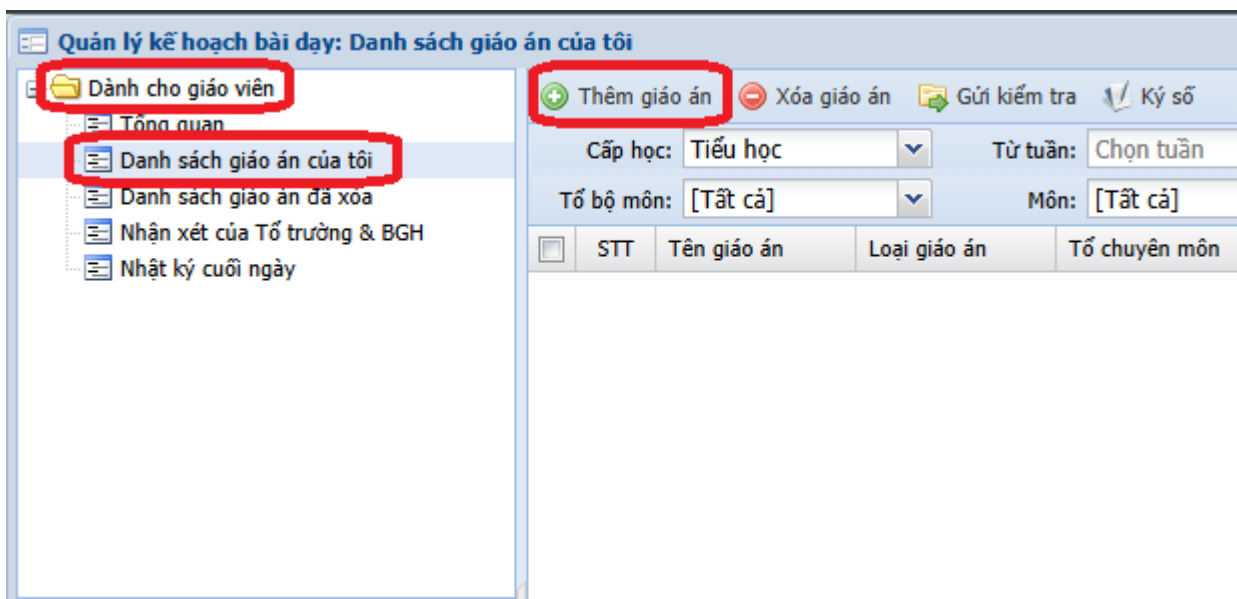 Quản lý kế hoạch bài dạy: Danh sách giáo án của tôi
Dành cho giáo viên
Tổng quan
Danh sách giáo án của tôi
Danh sách giáo án đã xóa
Nhận xét của Tổ trưởng & BGH
Nhật ký cuối ngày
Thêm giáo án Xóa giáo án Gửi kiểm tra Ký số
Cấp học: Tiểu học Từ tuần: Chọn tuần
Tổ bộ môn: [Tất cả] Môn: [Tất cả]
STT Tên giáo án Loại giáo án Tổ chuyên môn